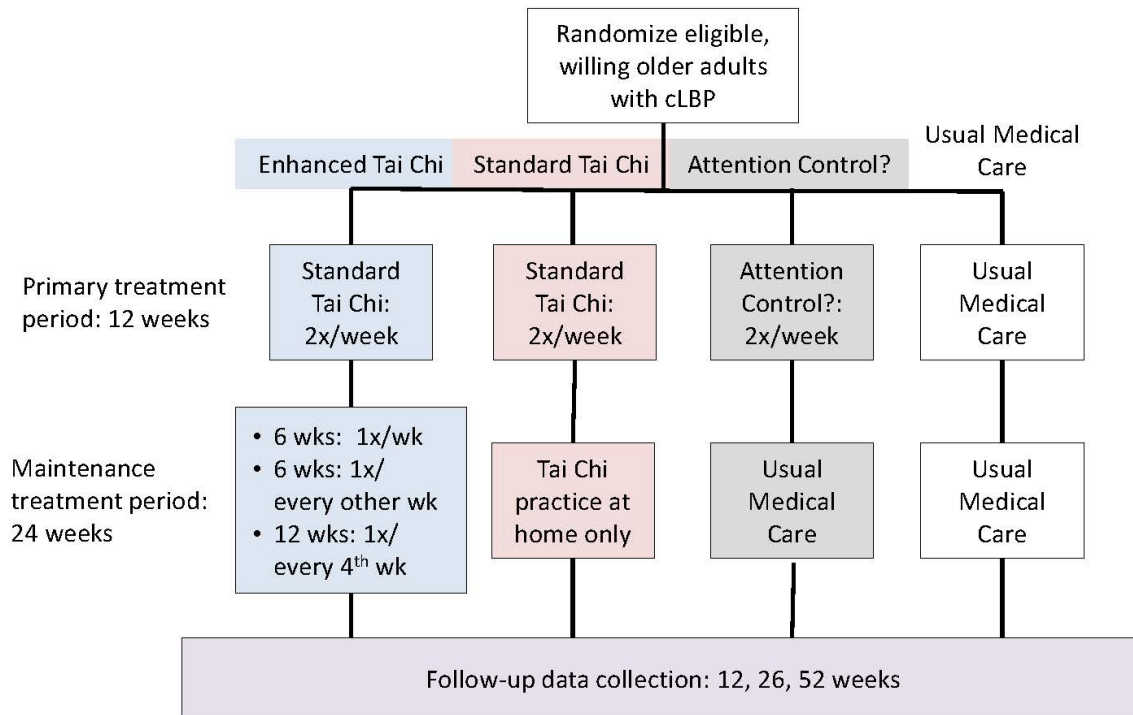 Randomize eligible,
willing older adults
with cLBP
Enhanced Tai Chi
Standard Tai Chi
Attention Control?
Usual Medical
Care
Primary treatment
period: 12 weeks
Standard
Tai Chi:
2x/week
Standard
Tai Chi:
2x/week
Attention
Control?:
2x/week
Usual
Medical
Care
Maintenance
treatment period:
24 weeks
• 6 wks: 1x/wk
• 6 wks: 1x/
every other wk
• 12 wks: 1x/
every 4th wk
Tai Chi
practice at
home only
Usual
Medical
Care
Usual
Medical
Care
Follow-up data collection: 12, 26, 52 weeks